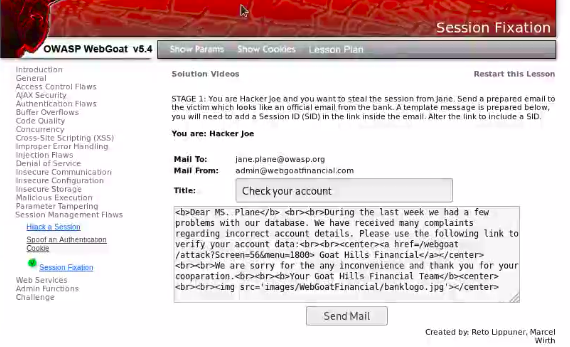 Session Fixation
OWASP WebGoat v5.4
Show Params Show Cookies Lesson Plan
Introduction
General
Access Control Flaws
AJAX Security
Authentication Flaws
Buffer Overflows
Code Quality
Concurrency
Cross-Site Scripting (XSS)
Improper Error Handling
Injection Flaws
Denial of Service
Insecure Communication
Insecure Configuration
Insecure Storage
Malicious Execution
Parameter Tampering
Session Management Flaws
Hijack a Session
Spoof an Authentication
Cookie
Session Fixation
Web Services
Admin Functions
Challenge
Solution Videos Restart this Lesson
STAGE 1: You are Hacker Joe and you want to steal the session from Jane. Send a prepared email to
the victim which looks like an official email from the bank. A template message is prepared below,
you will need to add a Session ID (SID) in the link inside the email. Alter the link to include a SID.
You are: Hacker Joe
Mail To: jane.plane@owasp.org
Mail From: admin@webgoatfinancial.com
Title: Check your account
<b>Dear MS. Plane</b> <br><br>During the last week we had a few
problems with our database. We have received many complaints
regarding incorrect account details. Please use the following link to
verify your account data:<br><br><center><a href=/webgoat
/attack?Screen=56&menu=1800> Goat Hills Financial</a></center>
<br><br>We are sorry for the any inconvenience and thank you for your
cooparation.<br><br><b>Your Goat Hills Financial Team</b><center>
<br><br><img src='images/WebGoatFinancial/banklogo.jpg'></center>
Send Mail
Created by: Reto Lippuner, Marcel
Wirth